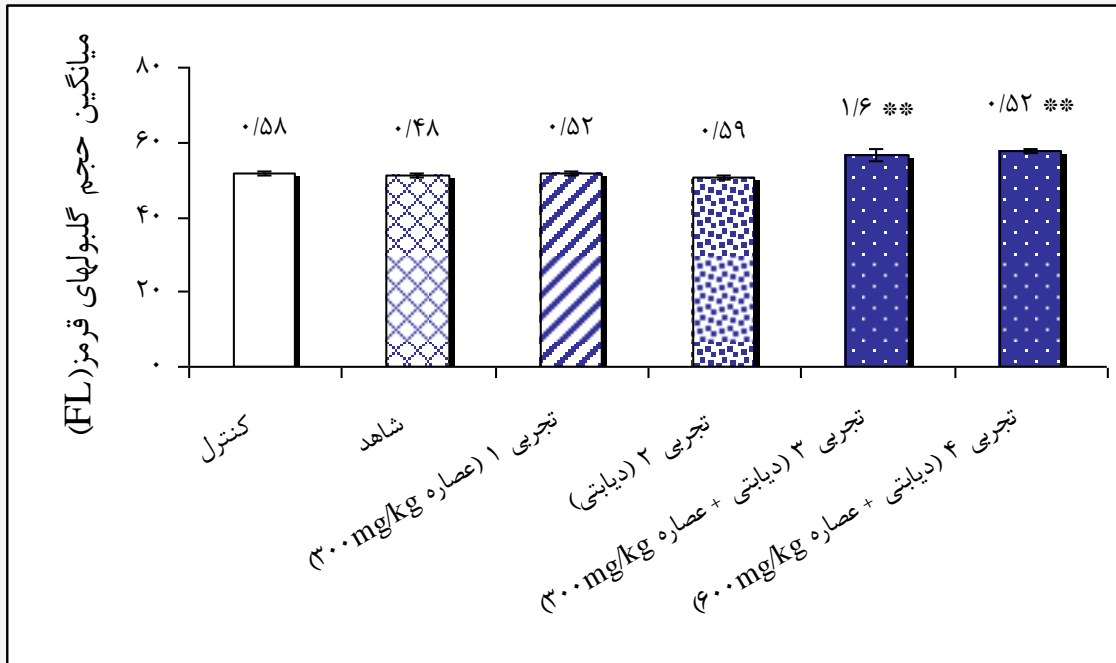 میانگین حجم گلبولهای قرمز(FL)
۸۰
۶۰
۴۰
۲۰
۰
۰/۵۸
۰/۴۸
۰/۵۲
۰/۵۹
۱/۶ **
۰/۵۲ **
کنترل
شاهد
تجربی ۱ (عصاره ۳۰۰mg/kg)
تجربی ۲ (دیابتی)
تجربی ۳ (دیابتی + عصاره ۳۰۰mg/kg)
تجربی ۴ (دیابتی + عصاره ۶۰۰mg/kg)